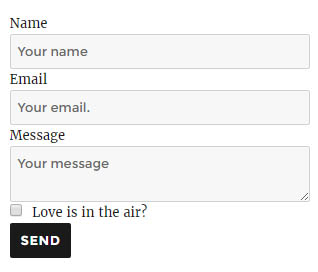 Name
Your name
Email
Your email.
Message
Your message
Love is in the air?
SEND